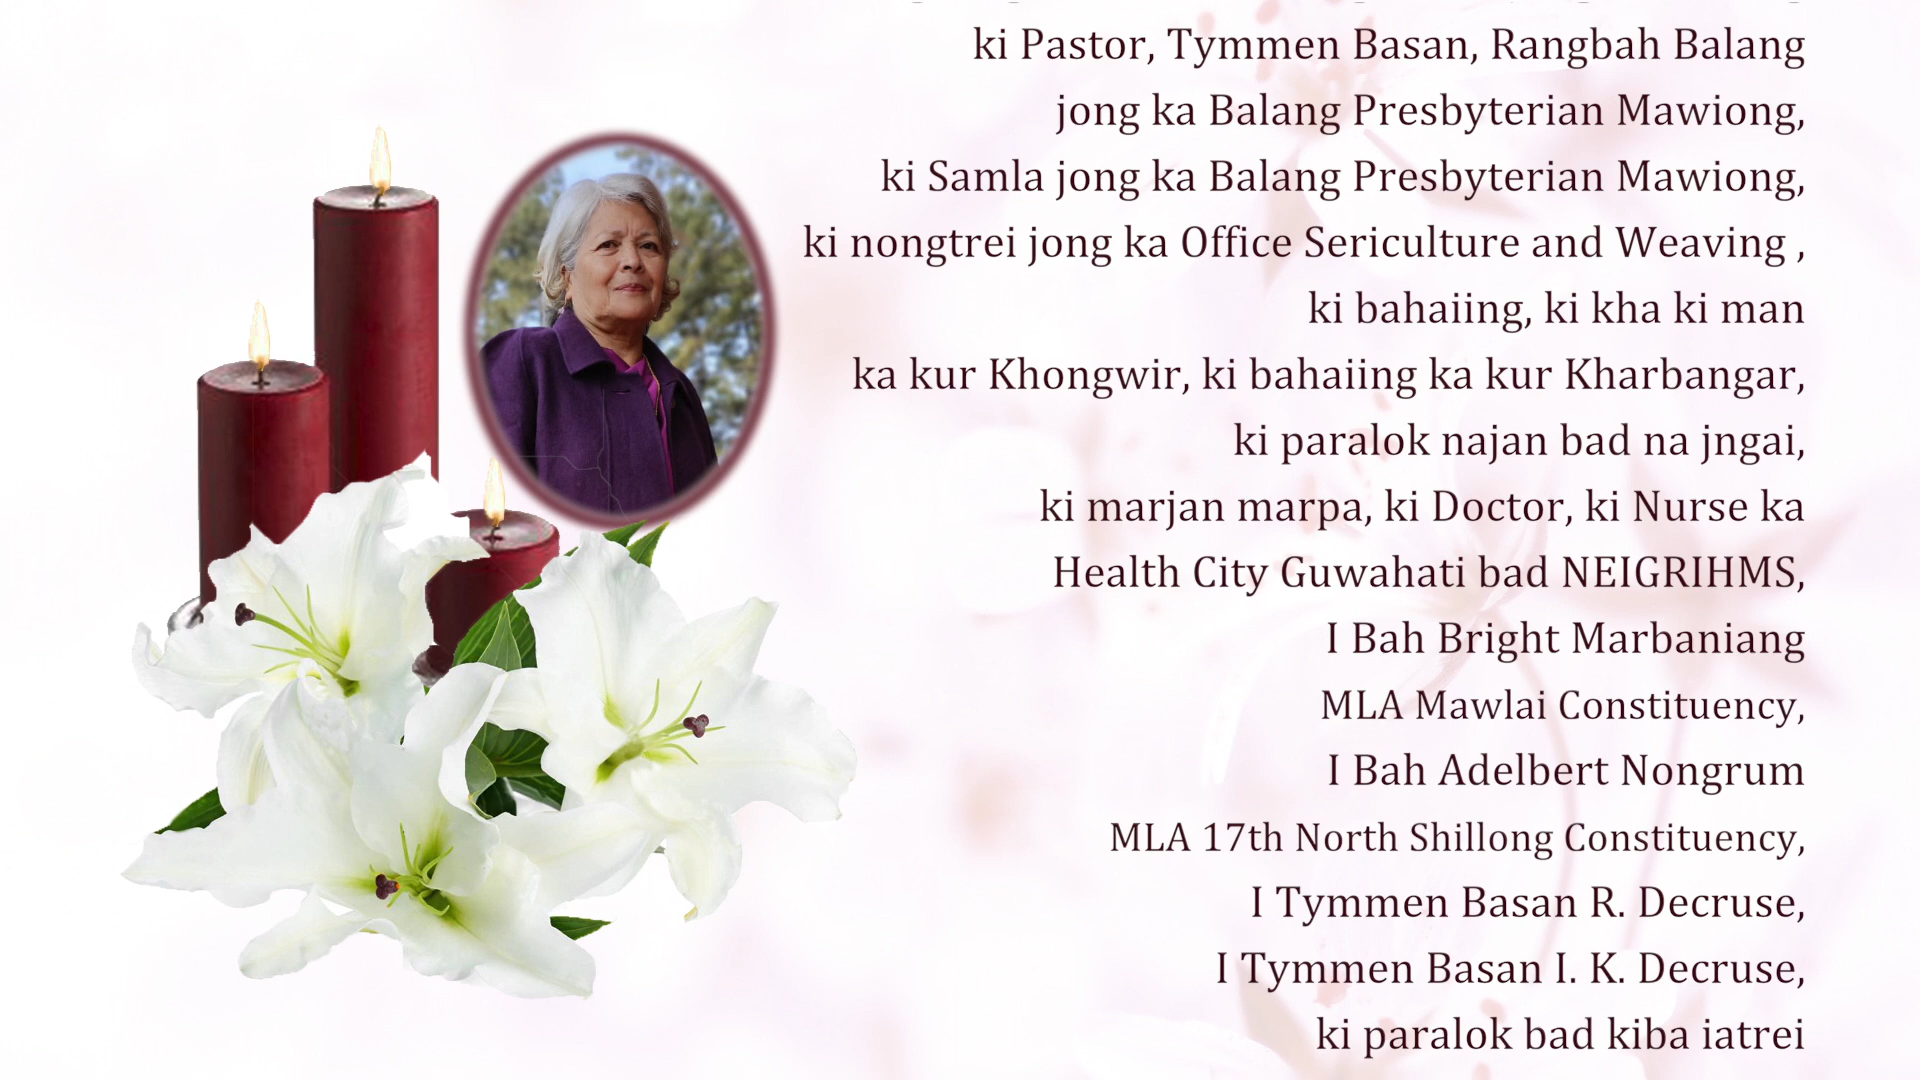 ki Pastor, Tymmen Basan, Rangbah Balang
jong ka Balang Presbyterian Mawiong,
ki Samla jong ka Balang Presbyterian Mawiong,
ki nongtrei jong ka Office Sericulture and Weaving ,
ki bahaiing, ki kha ki man
ka kur Khongwir, ki bahaiing ka kur Kharbangar,
ki paralok najan bad na jngai,
ki marjan marpa, ki Doctor, ki Nurse ka
Health City Guwahati bad NEIGRIHMS,
I Bah Bright Marbaniang
MLA Mawlai Constituency,
I Bah Adelbert Nongrum
MLA 17th North Shillong Constituency,
I Tymmen Basan R. Decruse,
I Tymmen Basan I. K. Decruse,
ki paralok bad kiba iatrei